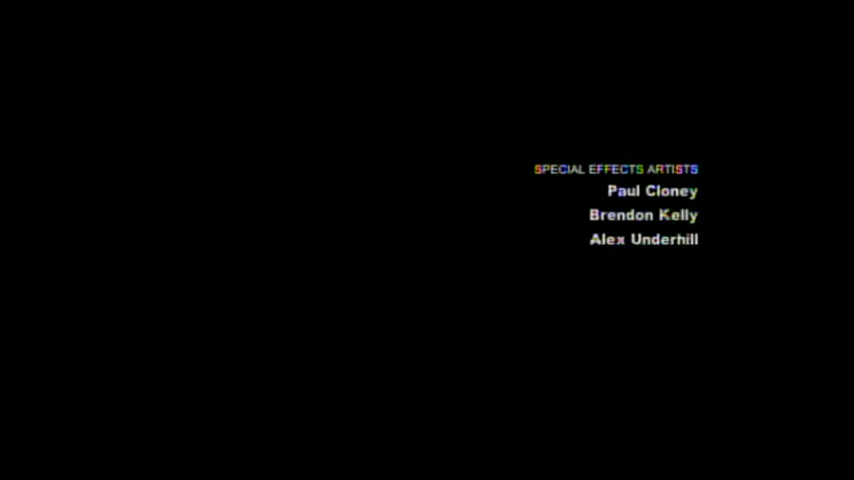 SPECIAL EFFECTS ARTISTS
Paul Cloney
Brendon Kelly
Alex Underhill